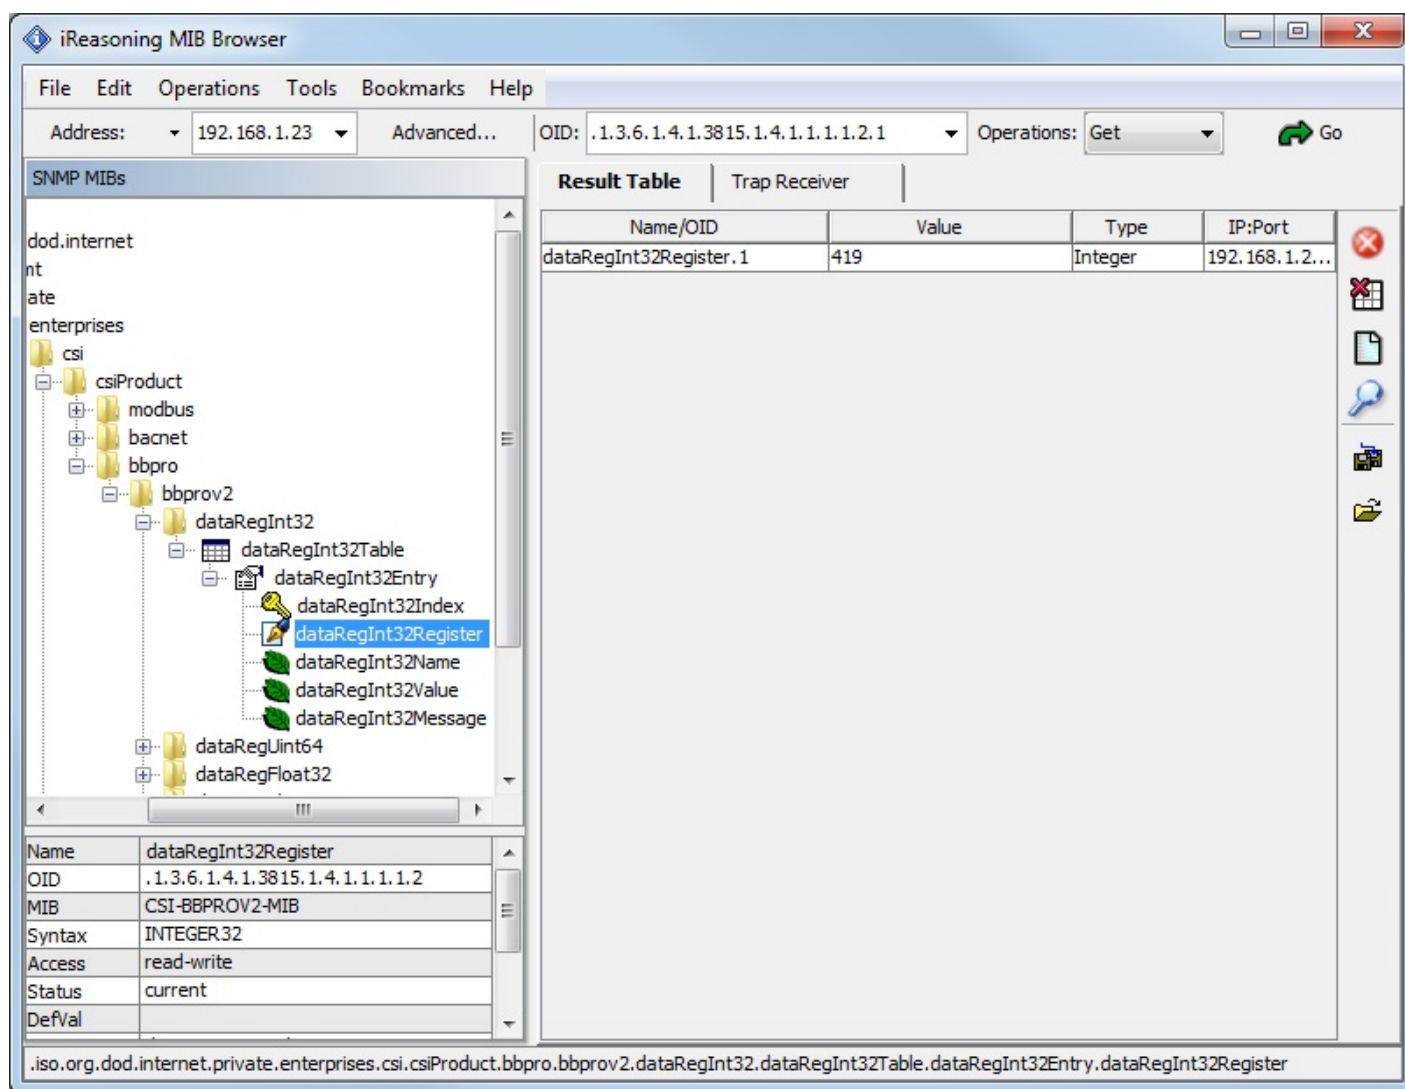 iReasoning MIB Browser
File Edit Operations Tools Bookmarks Help
Address: 192.168.1.23 Advanced... OID: .1.3.6.1.4.1.3815.1.4.1.1.1.1.2.1 Operations: Get Go
SNMP MIBs
Result Table Trap Receiver
Name/OID Value Type IP:Port
dataRegInt32Register.1 419 Integer 192.168.1.2...
dod.internet
nt
ate
enterprises
csi
csiProduct
modbus
bacnet
bbpro
bbprov2
dataRegInt32
dataRegInt32Table
dataRegInt32Entry
dataRegInt32Index
dataRegInt32Register
dataRegInt32Name
dataRegInt32Value
dataRegInt32Message
dataRegUint64
dataRegFloat32
Name dataRegInt32Register
OID .1.3.6.1.4.1.3815.1.4.1.1.1.1.2
MIB CSI-BBPROV2-MIB
Syntax INTEGER32
Access read-write
Status current
DefVal
.iso.org.dod.internet.private.enterprises.csi.csiProduct.bbpro.bbprov2.dataRegInt32.dataRegInt32Table.dataRegInt32Entry.dataRegInt32Register